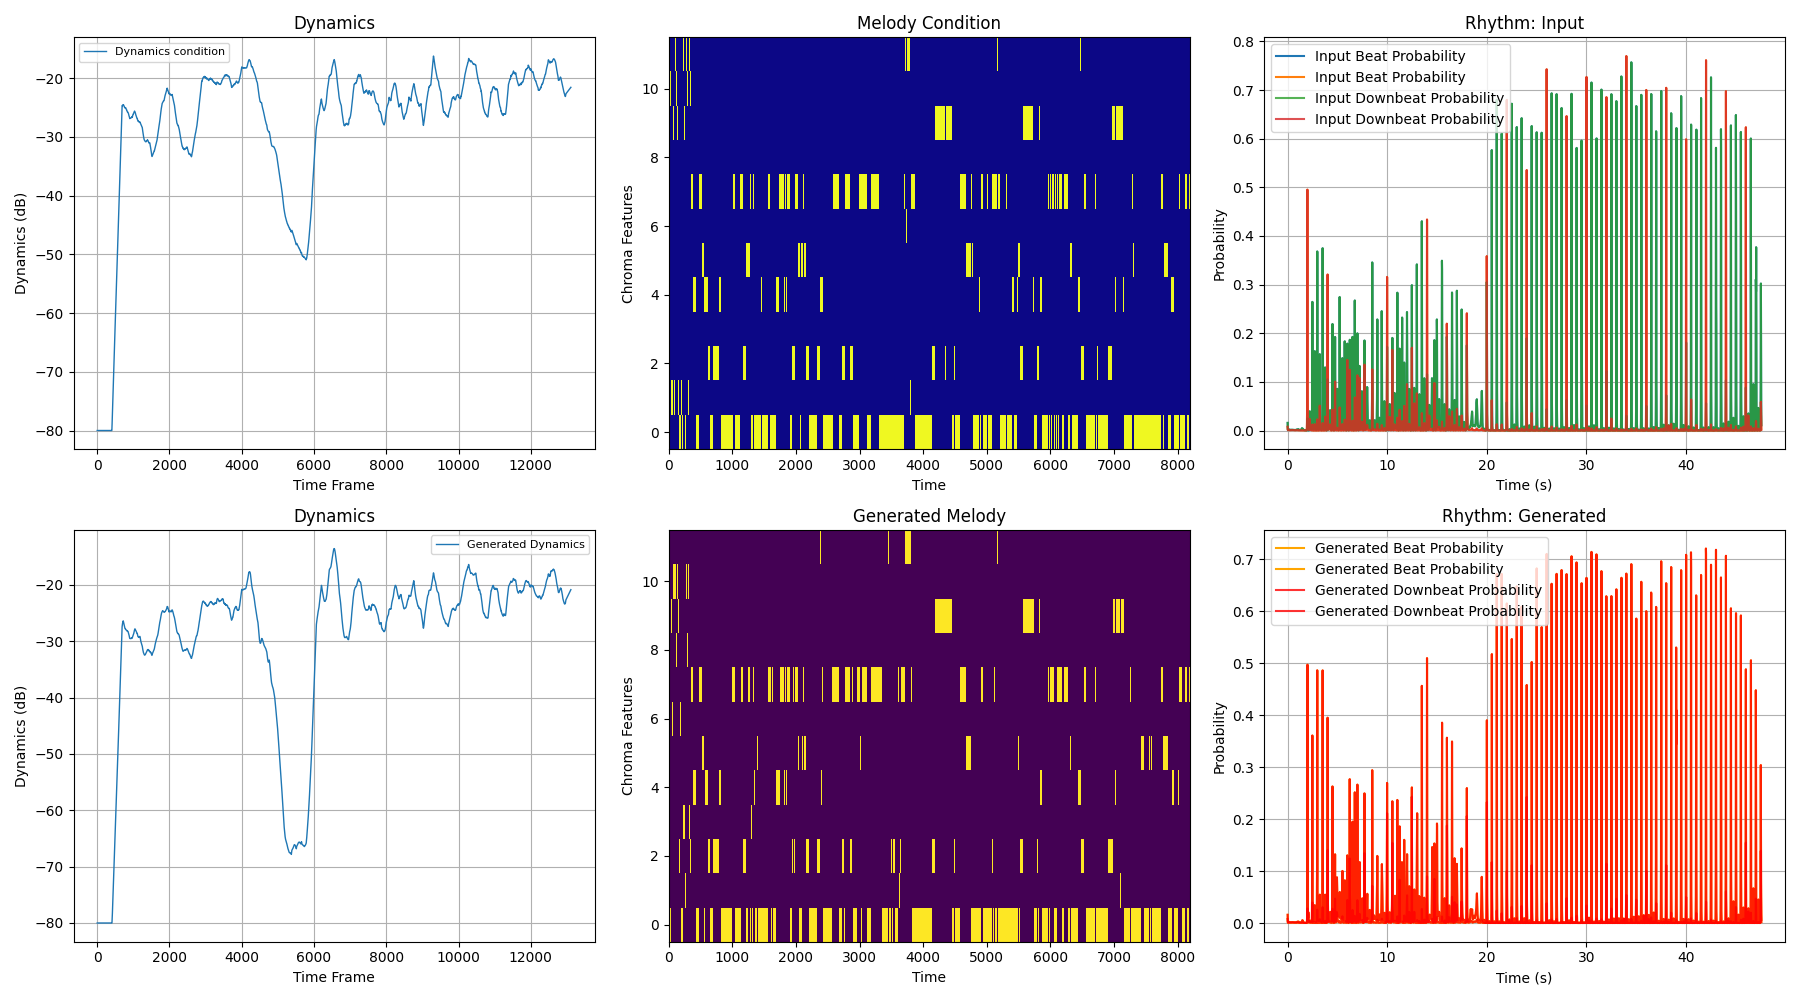 Dynamics
Dynamics condition
−20
−30
−40
−50
−60
−70
−80
Dynamics (dB)
0 2000 4000 6000 8000 10000 12000
Time Frame
Melody Condition
10
8
6
4
2
0
Chroma Features
0 1000 2000 3000 4000 5000 6000 7000 8000
Time
Rhythm: Input
Input Beat Probability
Input Beat Probability
Input Downbeat Probability
Input Downbeat Probability
0.8
0.7
0.6
0.5
0.4
0.3
0.2
0.1
0.0
Probability
0 10 20 30 40
Time (s)
Dynamics
Generated Dynamics
−20
−30
−40
−50
−60
−70
−80
Dynamics (dB)
0 2000 4000 6000 8000 10000 12000
Time Frame
Generated Melody
10
8
6
4
2
0
Chroma Features
0 1000 2000 3000 4000 5000 6000 7000 8000
Time
Rhythm: Generated
Generated Beat Probability
Generated Beat Probability
Generated Downbeat Probability
Generated Downbeat Probability
0.7
0.6
0.5
0.4
0.3
0.2
0.1
0.0
Probability
0 10 20 30 40
Time (s)